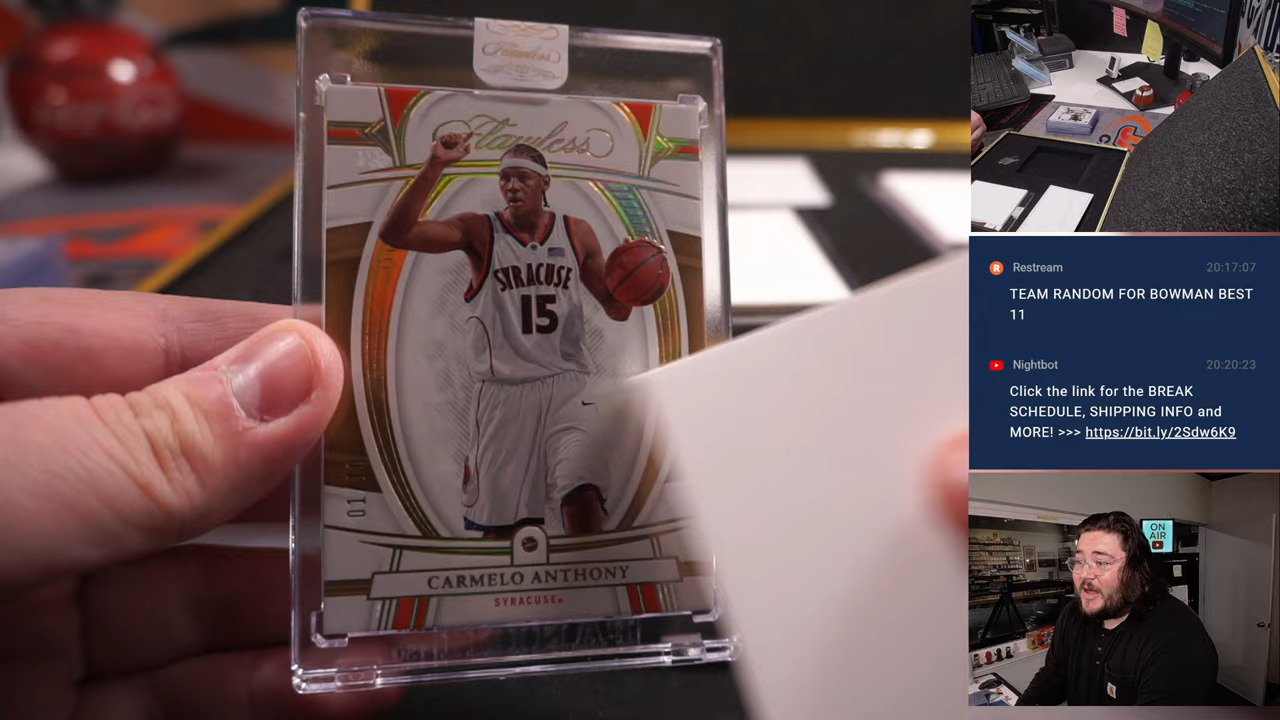 Flawless
Flawless
SYRACUSE
15
CARMELO ANTHONY
SYRACUSE
Restream 20:17:07
TEAM RANDOM FOR BOWMAN BEST
11
Nightbot 20:20:23
Click the link for the BREAK
SCHEDULE, SHIPPING INFO and
MORE! >>> https://bit.ly/2Sdw6K9
ON
AIR